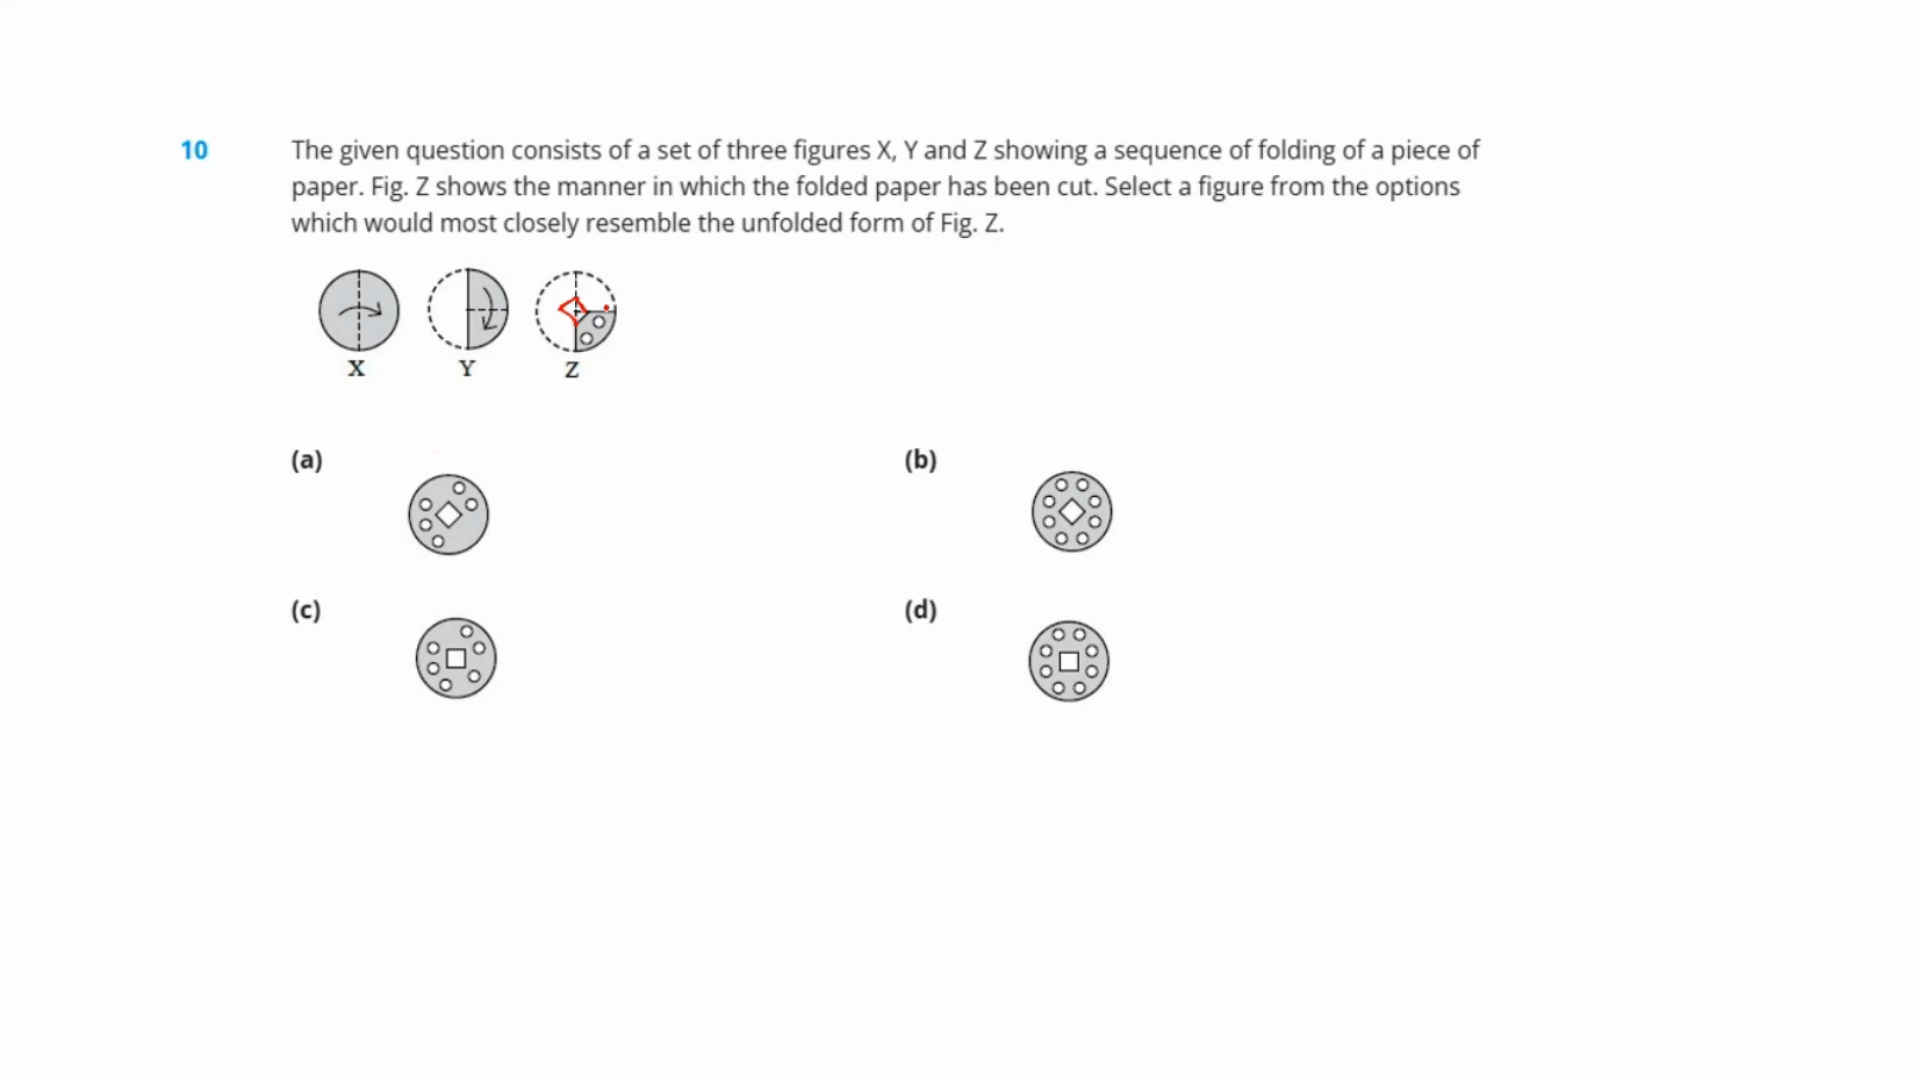 10 The given question consists of a set of three figures X, Y and Z showing a sequence of folding of a piece of
paper. Fig. Z shows the manner in which the folded paper has been cut. Select a figure from the options
which would most closely resemble the unfolded form of Fig. Z.
X Y Z
(a) (b)
(c) (d)